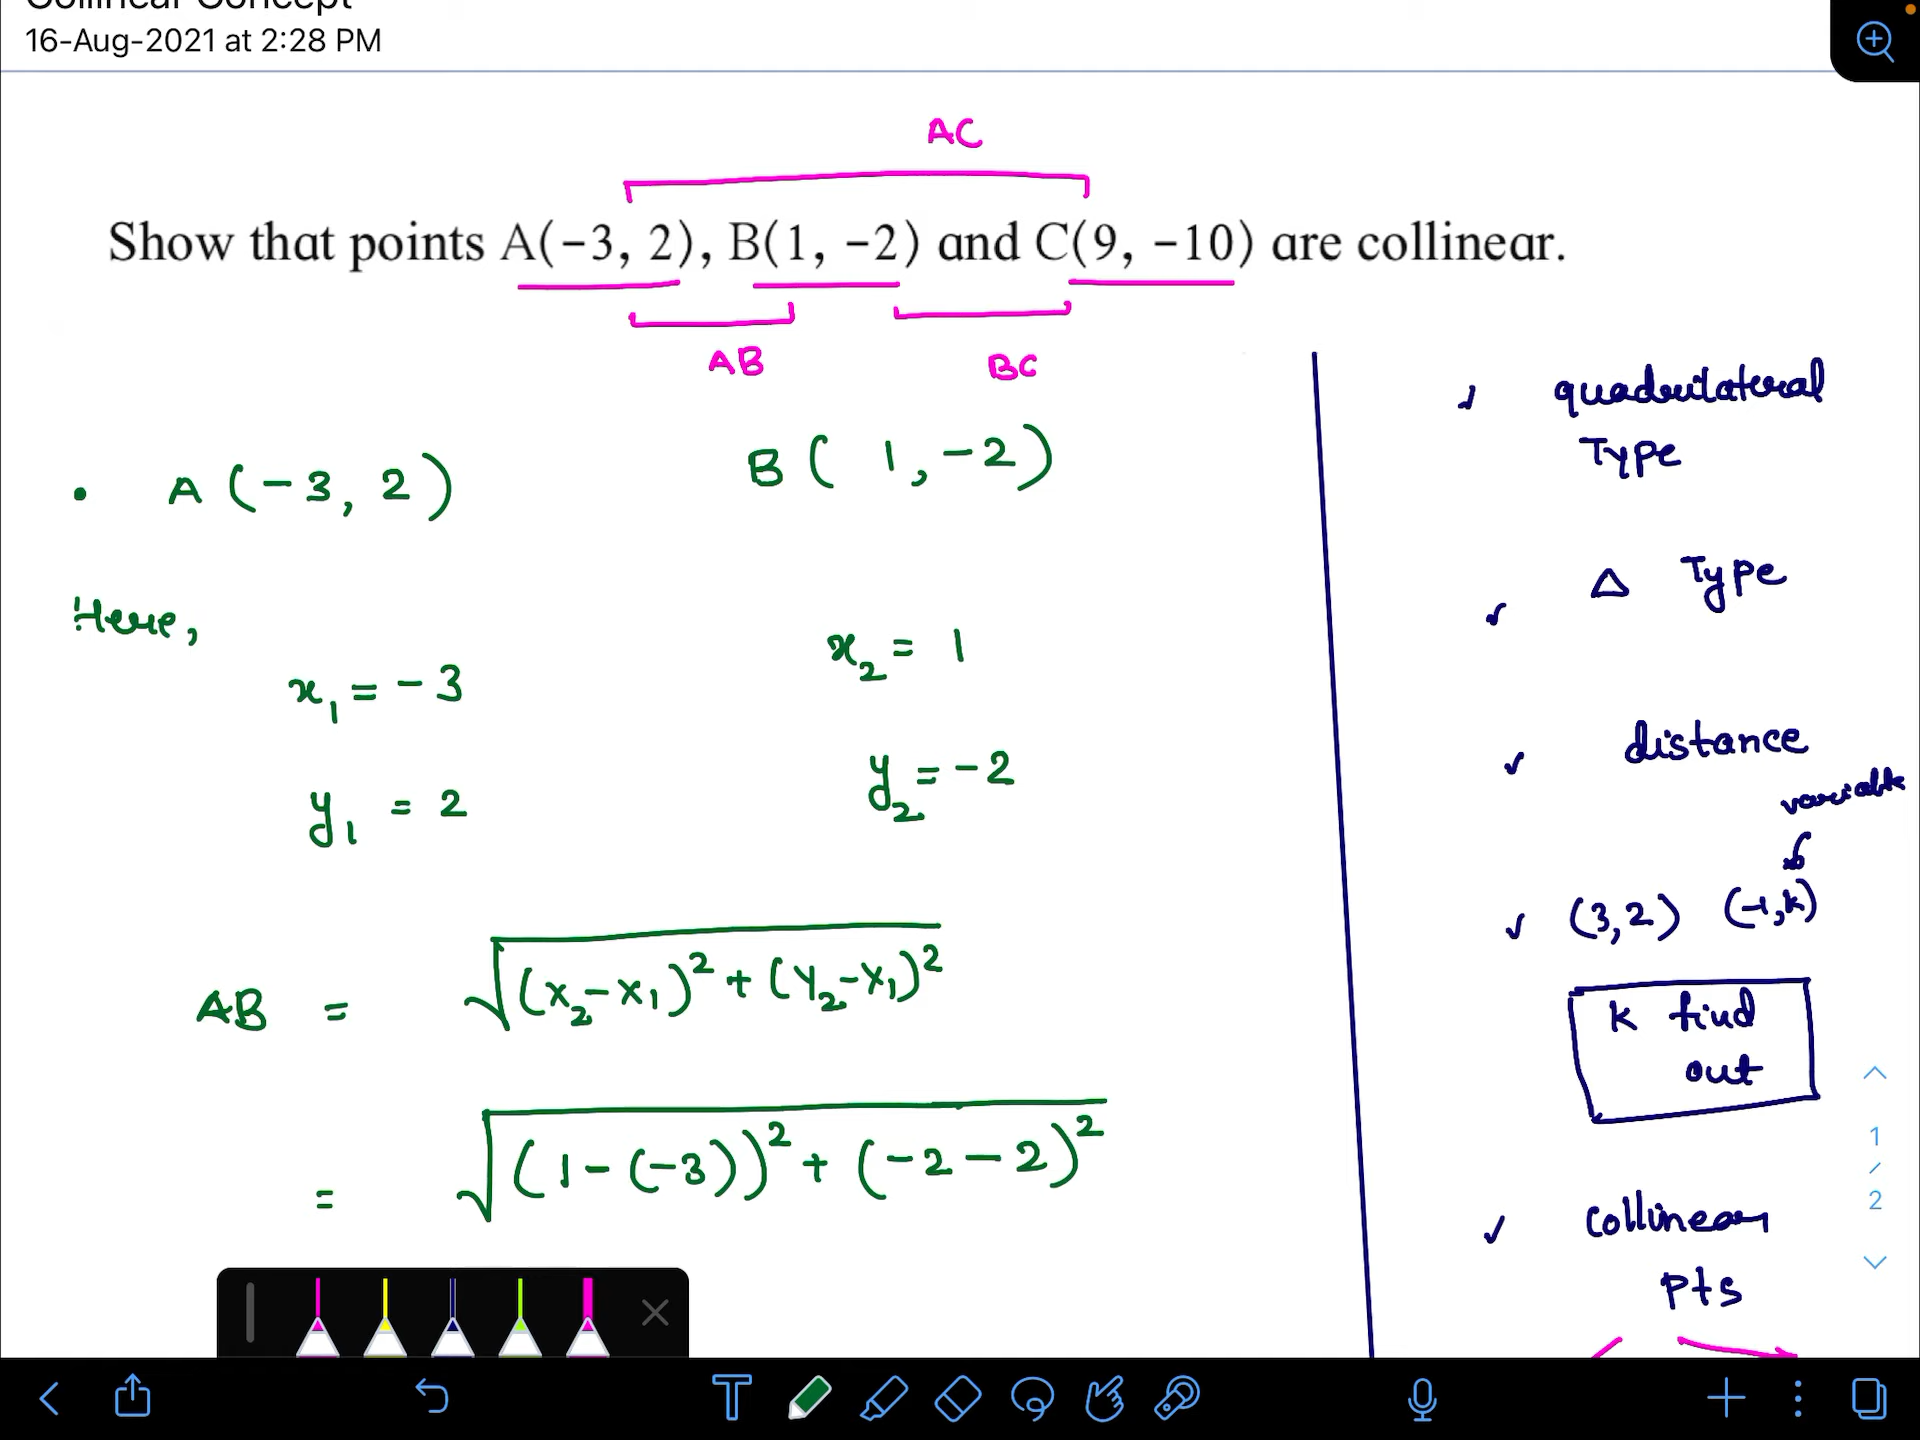 Collinear Concept
16-Aug-2021 at 2:28 PM
AC
Show that points A(−3, 2), B(1, −2) and C(9, −10) are collinear.
AB BC
• A (-3, 2) B ( 1, -2)
Here,
x₁ = -3 x₂ = 1
y₁ = 2 y₂ = -2
AB = √(x₂-x₁)² + (y₂-x₁)²
= √(1-(-3))² + (-2-2)²
✓ quadrilateral
Type
✓ △ Type
✓ distance
variable
✓ (3,2) (-1,k)
k find
out
✓ Collinear
pts
1
/
2
T